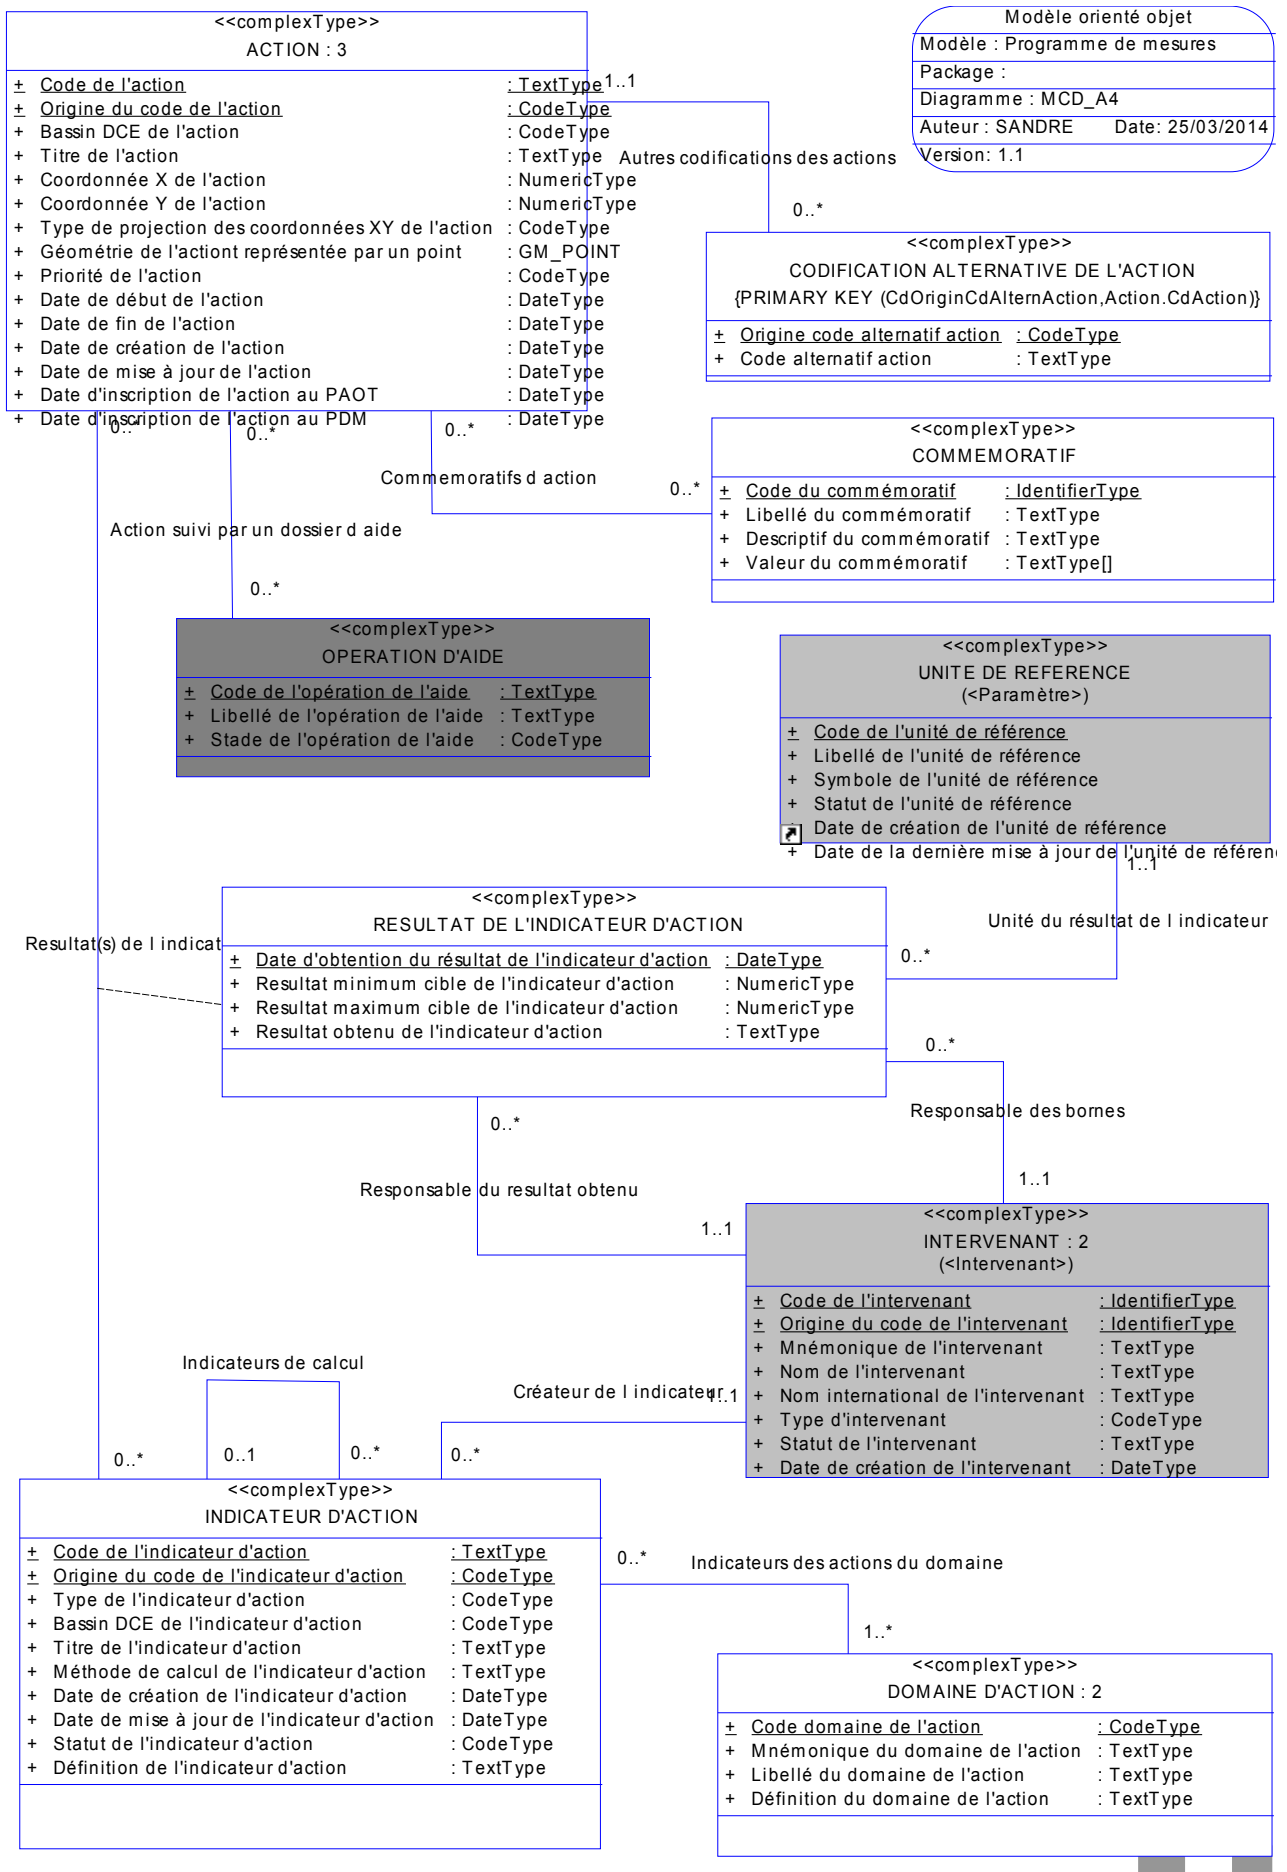 <<complexType>>
ACTION : 3
+ Code de l'action : TextType
+ Origine du code de l'action : CodeType
+ Bassin DCE de l'action : CodeType
+ Titre de l'action : TextType
+ Coordonnée X de l'action : NumericType
+ Coordonnée Y de l'action : NumericType
+ Type de projection des coordonnées XY de l'action : CodeType
+ Géométrie de l'actiont représentée par un point : GM_POINT
+ Priorité de l'action : CodeType
+ Date de début de l'action : DateType
+ Date de fin de l'action : DateType
+ Date de création de l'action : DateType
+ Date de mise à jour de l'action : DateType
+ Date d'inscription de l'action au PAOT : DateType
+ Date d'inscription de l'action au PDM : DateType
Modèle orienté objet
Modèle : Programme de mesures
Package :
Diagramme : MCD_A4
Auteur : SANDRE Date: 25/03/2014
Version: 1.1
1..1
Autres codifications des actions
0..*
<<complexType>>
CODIFICATION ALTERNATIVE DE L'ACTION
{PRIMARY KEY (CdOriginCdAlternAction,Action.CdAction)}
+ Origine code alternatif action : CodeType
+ Code alternatif action : TextType
0..*
0..*
0..*
Commemoratifs d action
0..*
<<complexType>>
COMMEMORATIF
+ Code du commémoratif : IdentifierType
+ Libellé du commémoratif : TextType
+ Descriptif du commémoratif : TextType
+ Valeur du commémoratif : TextType[]
Action suivi par un dossier d aide
0..*
<<complexType>>
OPERATION D'AIDE
+ Code de l'opération de l'aide : TextType
+ Libellé de l'opération de l'aide : TextType
+ Stade de l'opération de l'aide : CodeType
<<complexType>>
UNITE DE REFERENCE
(<Paramètre>)
+ Code de l'unité de référence
+ Libellé de l'unité de référence
+ Symbole de l'unité de référence
+ Statut de l'unité de référence
Date de création de l'unité de référence
+ Date de la dernière mise à jour de l'unité de référen
1..1
Unité du résultat de l indicateur
0..*
Resultat(s) de l indicat
<<complexType>>
RESULTAT DE L'INDICATEUR D'ACTION
+ Date d'obtention du résultat de l'indicateur d'action : DateType
+ Resultat minimum cible de l'indicateur d'action : NumericType
+ Resultat maximum cible de l'indicateur d'action : NumericType
+ Resultat obtenu de l'indicateur d'action : TextType
0..*
Responsable des bornes
1..1
0..*
Responsable du resultat obtenu
1..1
<<complexType>>
INTERVENANT : 2
(<Intervenant>)
+ Code de l'intervenant : IdentifierType
+ Origine du code de l'intervenant : IdentifierType
+ Mnémonique de l'intervenant : TextType
+ Nom de l'intervenant : TextType
+ Nom international de l'intervenant : TextType
+ Type d'intervenant : CodeType
+ Statut de l'intervenant : TextType
+ Date de création de l'intervenant : DateType
Indicateurs de calcul
Créateur de l indicateur
1..1
0..*
0..1
0..*
0..*
<<complexType>>
INDICATEUR D'ACTION
+ Code de l'indicateur d'action : TextType
+ Origine du code de l'indicateur d'action : CodeType
+ Type de l'indicateur d'action : CodeType
+ Bassin DCE de l'indicateur d'action : CodeType
+ Titre de l'indicateur d'action : TextType
+ Méthode de calcul de l'indicateur d'action : TextType
+ Date de création de l'indicateur d'action : DateType
+ Date de mise à jour de l'indicateur d'action : DateType
+ Statut de l'indicateur d'action : CodeType
+ Définition de l'indicateur d'action : TextType
0..*
Indicateurs des actions du domaine
1..*
<<complexType>>
DOMAINE D'ACTION : 2
+ Code domaine de l'action : CodeType
+ Mnémonique du domaine de l'action : TextType
+ Libellé du domaine de l'action : TextType
+ Définition du domaine de l'action : TextType